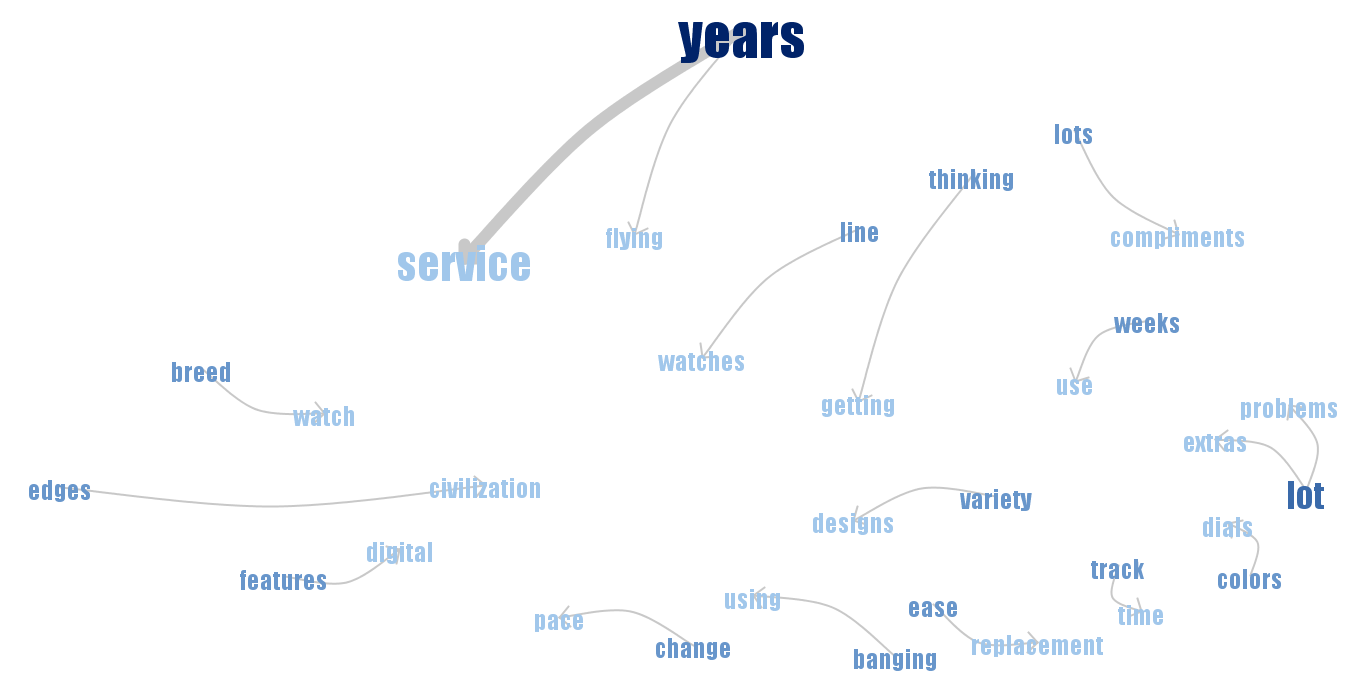 years
lots
thinking
flying
line
compliments
service
weeks
watches
breed
use
getting
problems
watch
extras
edges
civilization
lot
variety
designs
dials
digital
track
features
colors
using
ease
time
pace
change
replacement
banging